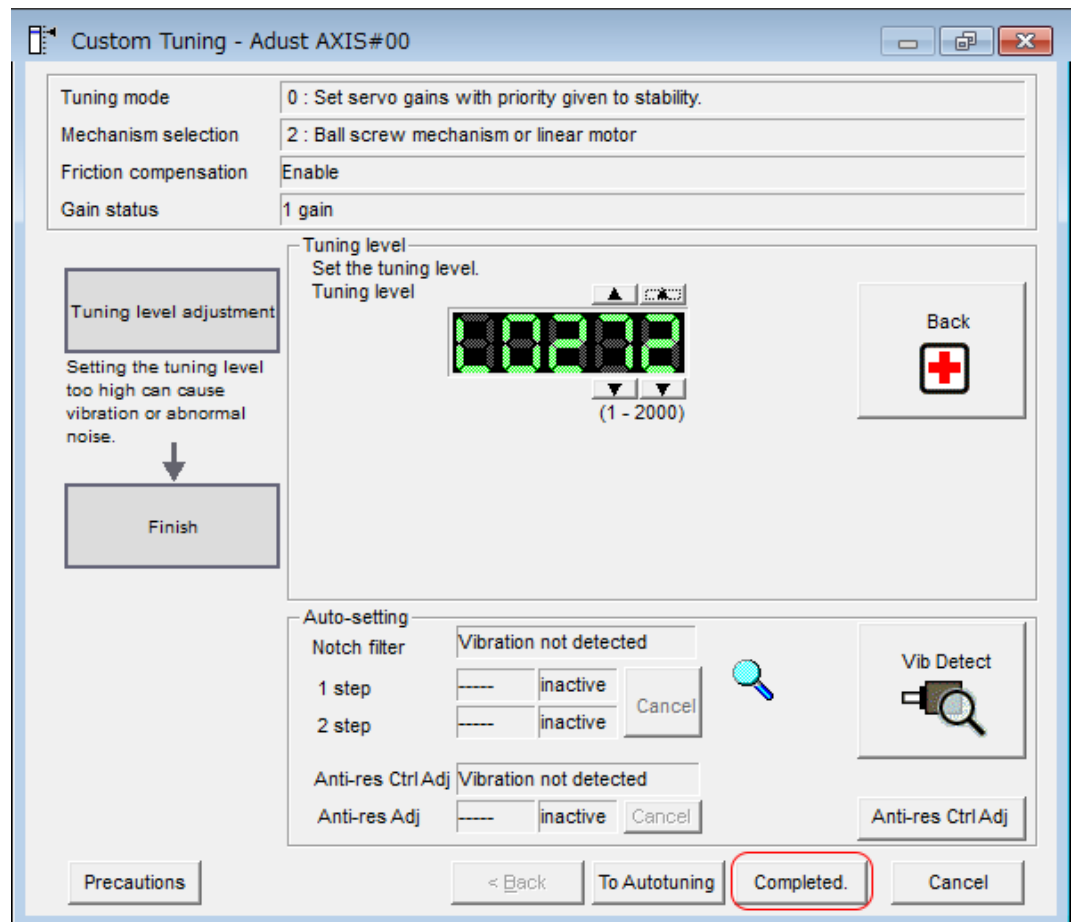 Custom Tuning - Adust AXIS#00
Tuning mode 0 : Set servo gains with priority given to stability.
Mechanism selection 2 : Ball screw mechanism or linear motor
Friction compensation Enable
Gain status 1 gain
Tuning level
Set the tuning level.
Tuning level
L0272
(1 - 2000)
Back
Tuning level adjustment
Setting the tuning level
too high can cause
vibration or abnormal
noise.
Finish
Auto-setting
Notch filter Vibration not detected
1 step ----- inactive
2 step ----- inactive
Cancel
Vib Detect
Anti-res Ctrl Adj Vibration not detected
Anti-res Adj ----- inactive Cancel
Anti-res Ctrl Adj
Precautions < Back To Autotuning Completed. Cancel